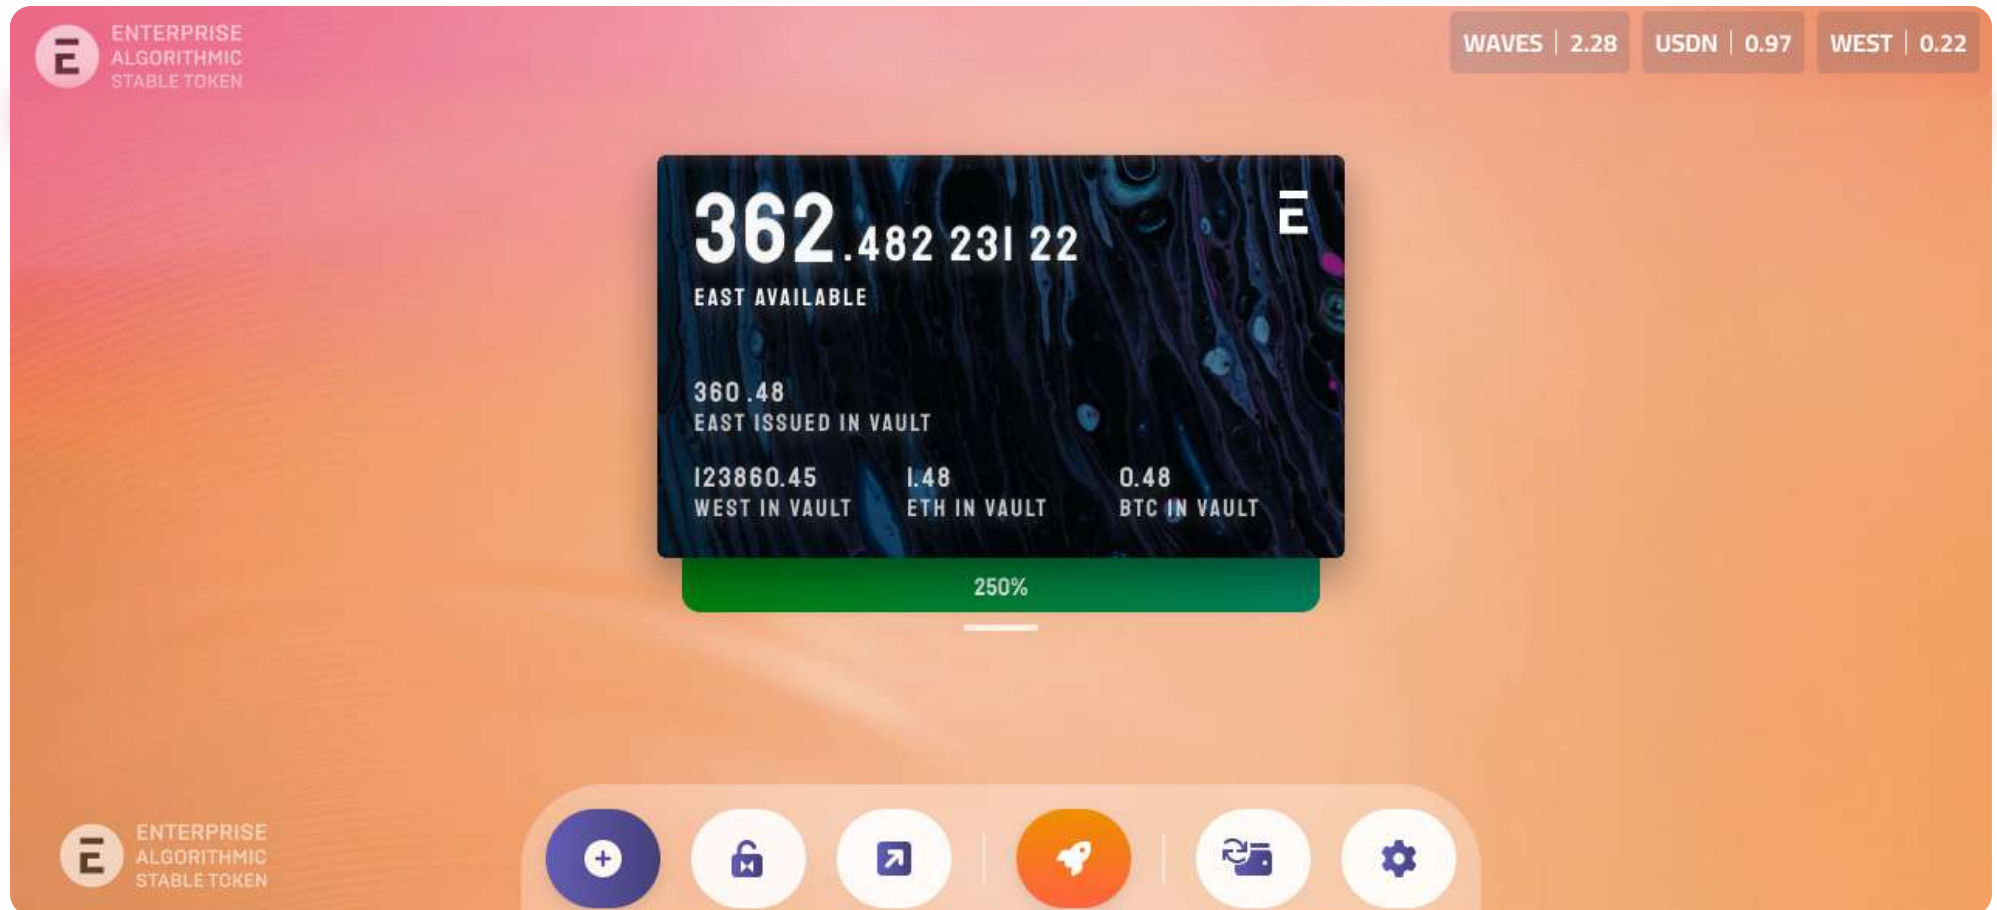 ENTERPRISE
ALGORITHMIC
STABLE TOKEN
WAVES | 2.28
USDN | 0.97
WEST | 0.22
362.482 231 22
EAST AVAILABLE
360.48
EAST ISSUED IN VAULT
123860.45
WEST IN VAULT
1.48
ETH IN VAULT
0.48
BTC IN VAULT
250%
ENTERPRISE
ALGORITHMIC
STABLE TOKEN